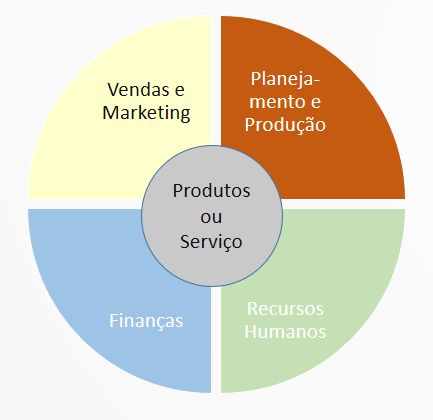 Vendas e
Marketing
Planeja-
mento e
Produção
Produtos
ou
Serviço
Finanças
Recursos
Humanos